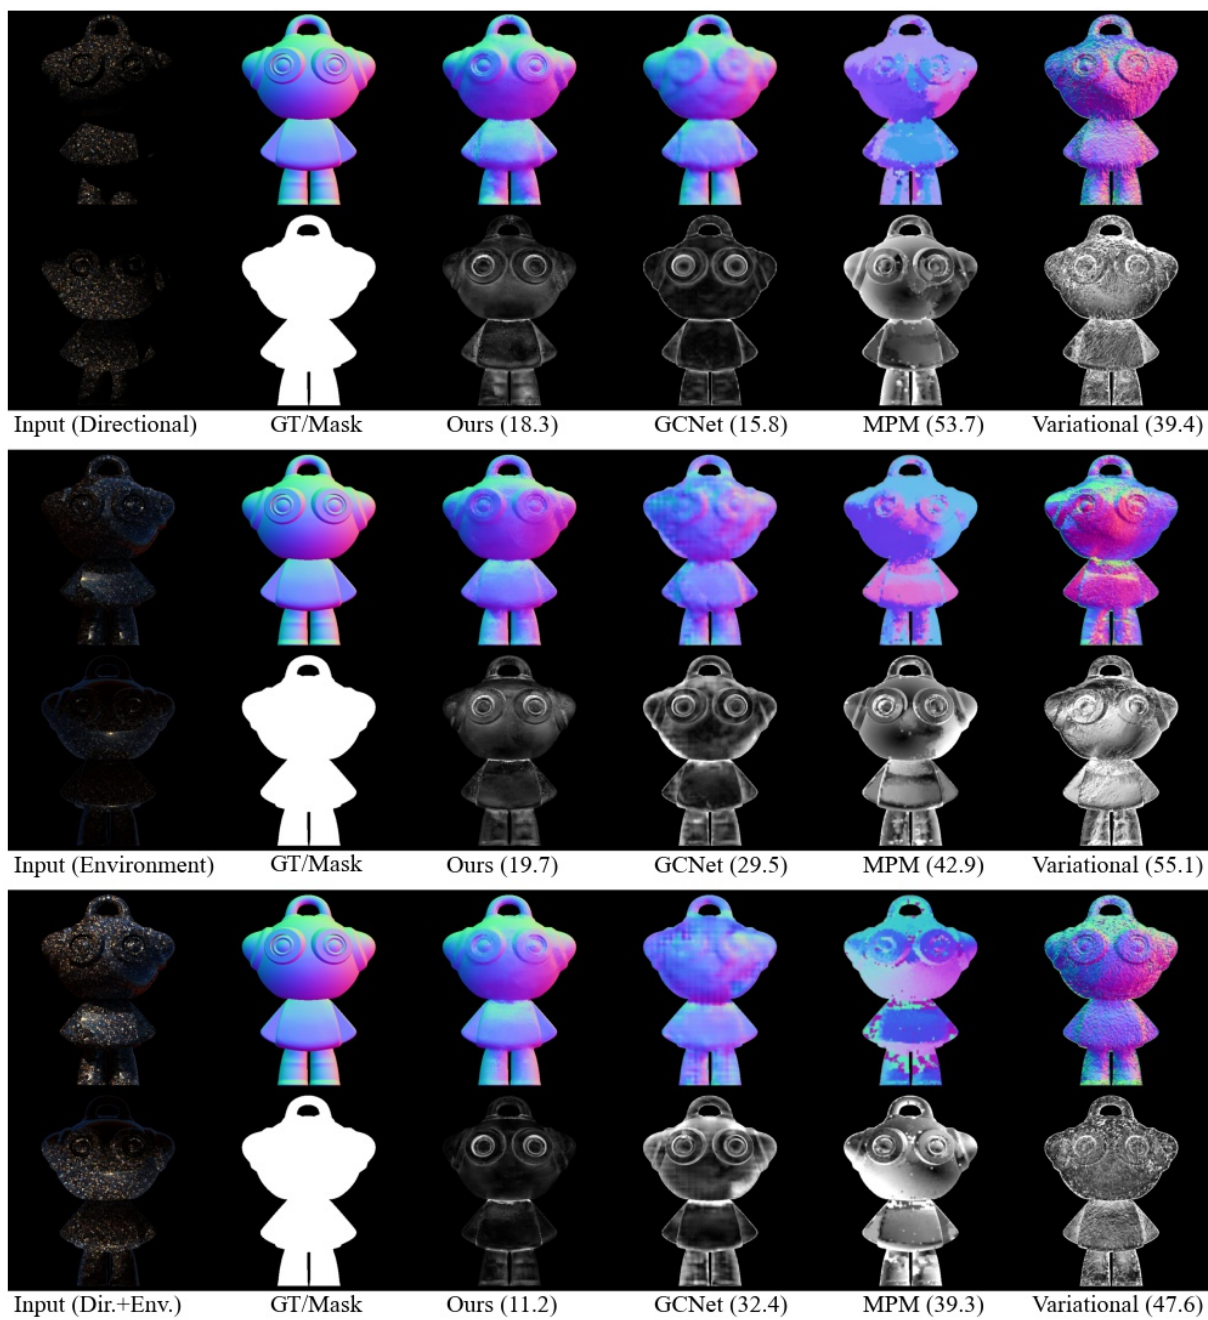 Input (Directional) GT/Mask Ours (18.3) GCNet (15.8) MPM (53.7) Variational (39.4)
Input (Environment) GT/Mask Ours (19.7) GCNet (29.5) MPM (42.9) Variational (55.1)
Input (Dir.+Env.) GT/Mask Ours (11.2) GCNet (32.4) MPM (39.3) Variational (47.6)